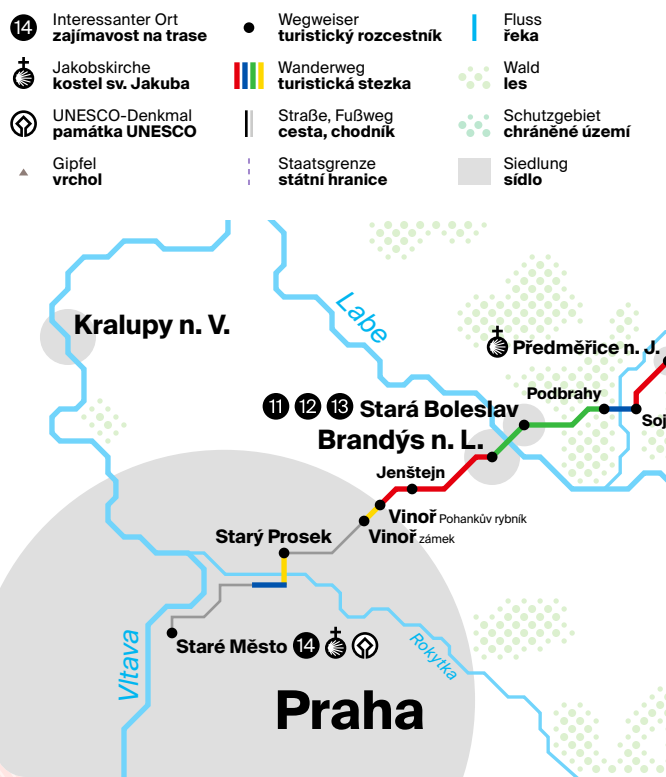 14
Interessanter Ort
zajímavost na trase
Wegweiser
turistický rozcestník
Fluss
řeka
Jakobskirche
kostel sv. Jakuba
Wanderweg
turistická stezka
Wald
les
UNESCO-Denkmal
památka UNESCO
Straße, Fußweg
cesta, chodník
Schutzgebiet
chráněné území
Gipfel
vrchol
Staatsgrenze
státní hranice
Siedlung
sídlo
Labe
Kralupy n. V.
Předměřice n. J.
Podbrahy
11 12 13 Stará Boleslav
Soj
Brandýs n. L.
Jenštejn
Vinoř Pohankův rybník
Starý Prosek
Vinoř zámek
Staré Město 14
Rokytka
Vltava
Praha